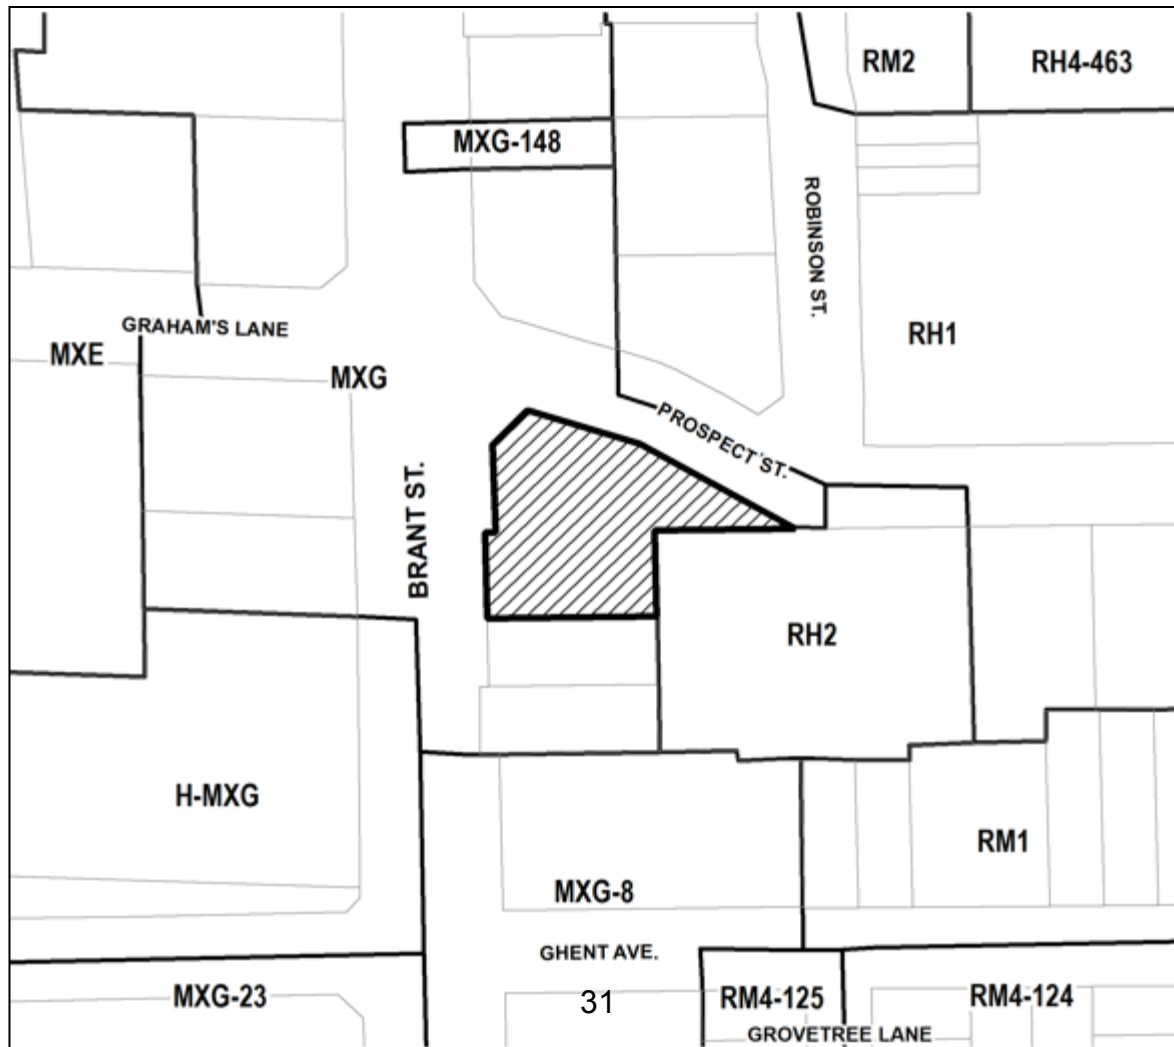 RM2
RH4-463
MXG-148
ROBINSON ST.
GRAHAM'S LANE
RH1
MXE
MXG
PROSPECT ST.
BRANT ST.
RH2
H-MXG
RM1
MXG-8
GHENT AVE.
MXG-23
31
RM4-125
RM4-124
GROVETREE LANE